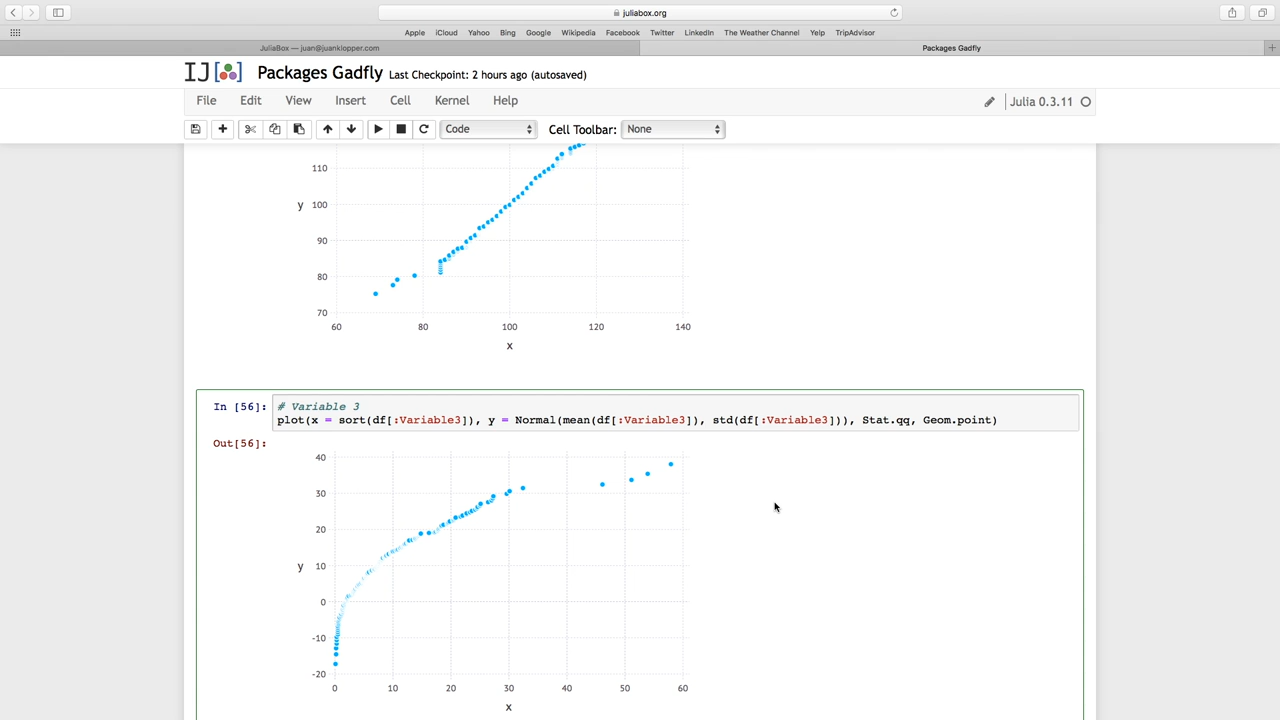 juliabox.org
Apple iCloud Yahoo Bing Google Wikipedia Facebook Twitter LinkedIn The Weather Channel Yelp TripAdvisor
JuliaBox — juan@juanklopper.com Packages Gadfly
IJ[ ] Packages Gadfly Last Checkpoint: 2 hours ago (autosaved)
File Edit View Insert Cell Kernel Help Julia 0.3.11
Code Cell Toolbar: None
110
y 100
90
80
70
60 80 100 120 140
x
In [56]: # Variable 3
plot(x = sort(df[:Variable3]), y = Normal(mean(df[:Variable3]), std(df[:Variable3])), Stat.qq, Geom.point)
Out[56]:
40
30
20
y 10
0
-10
-20
0 10 20 30 40 50 60
x